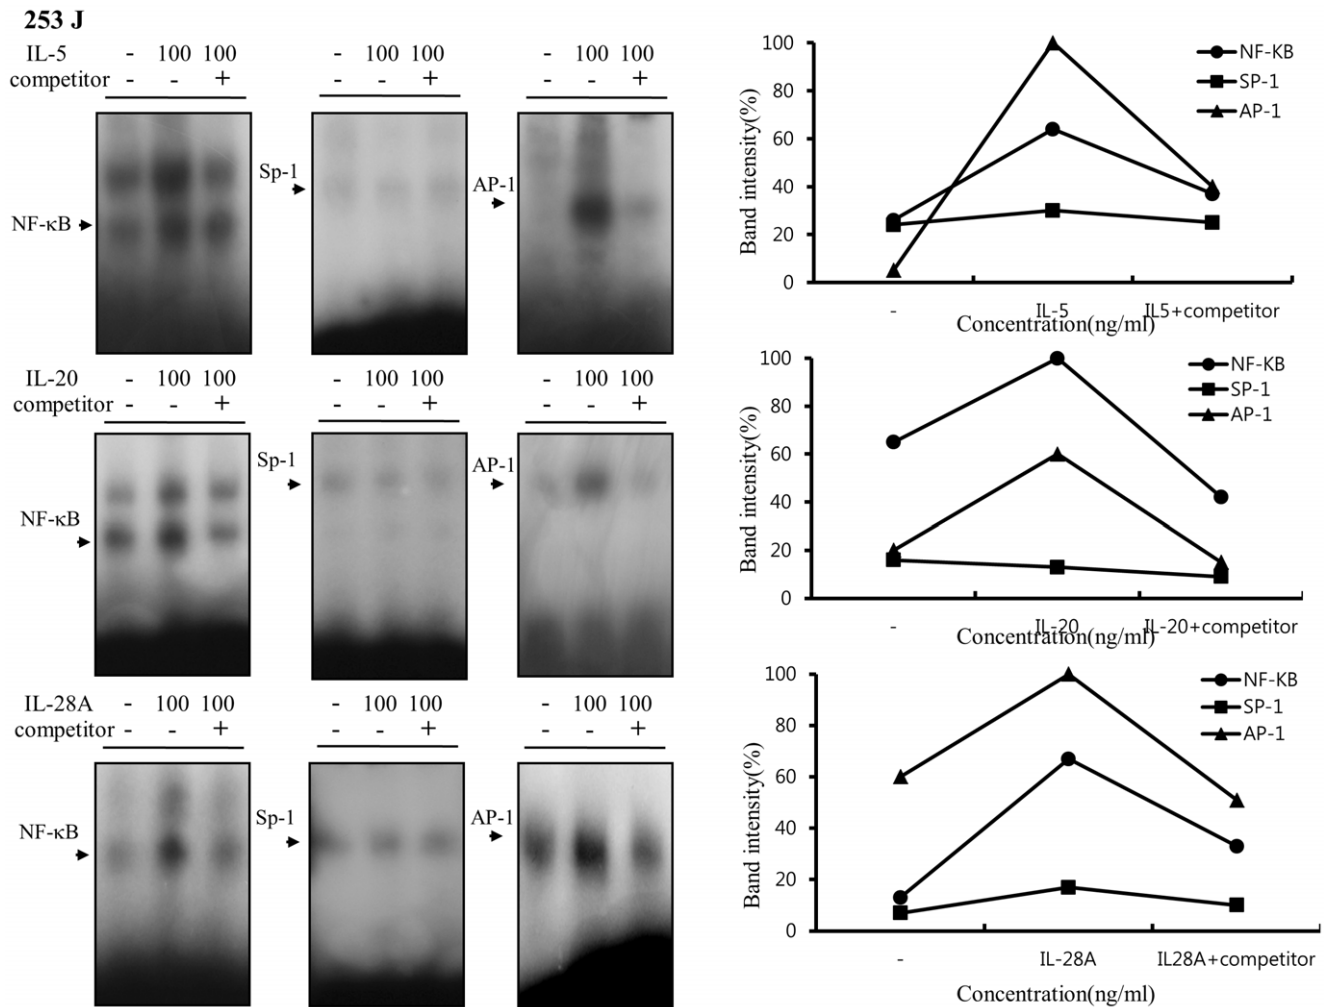 253 J
IL-5 - 100 100 - 100 100 - 100 100
competitor - - + - - + - - +
Sp-1
AP-1
NF-κB
100
80
60
40
20
0
Band intensity(%)
NF-KB
SP-1
AP-1
- IL-5 IL5+competitor
Concentration(ng/ml)
IL-20 - 100 100 - 100 100 - 100 100
competitor - - + - - + - - +
Sp-1
AP-1
NF-κB
100
80
60
40
20
0
Band intensity(%)
NF-KB
SP-1
AP-1
- IL-20 IL-20+competitor
Concentration(ng/ml)
IL-28A - 100 100 - 100 100 - 100 100
competitor - - + - - + - - +
NF-κB
Sp-1
AP-1
100
80
60
40
20
0
Band intensity(%)
NF-KB
SP-1
AP-1
- IL-28A IL28A+competitor
Concentration(ng/ml)